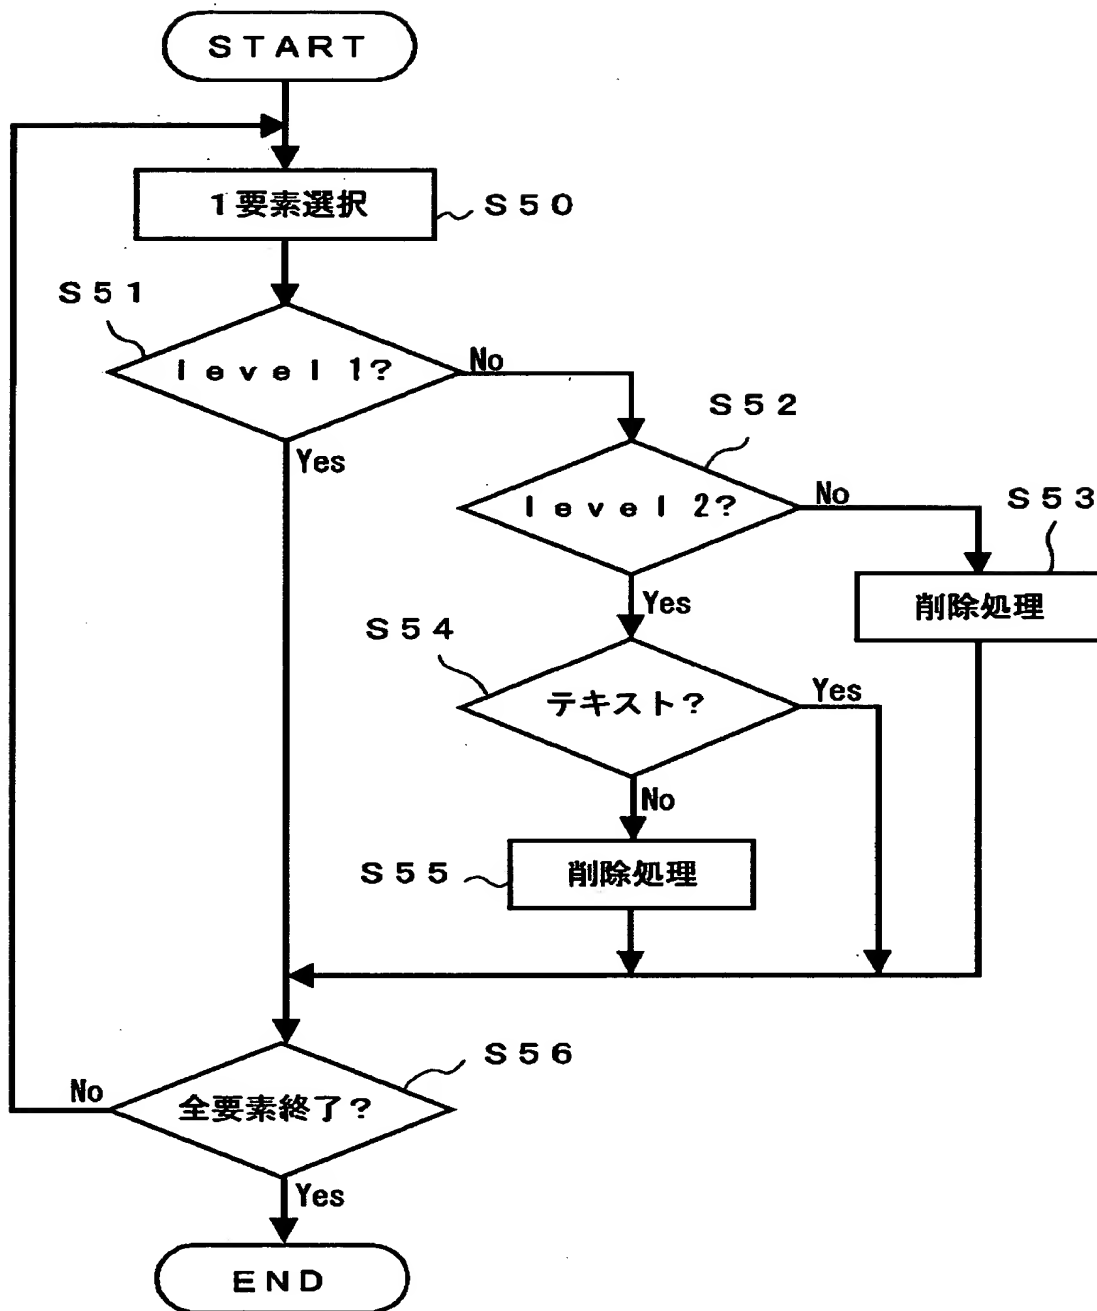 START
1要素選択
S50
S51
level 1?
No
Yes
S52
level 2?
No
Yes
S53
削除処理
S54
テキスト?
Yes
No
S55
削除処理
S56
全要素終了?
No
Yes
END